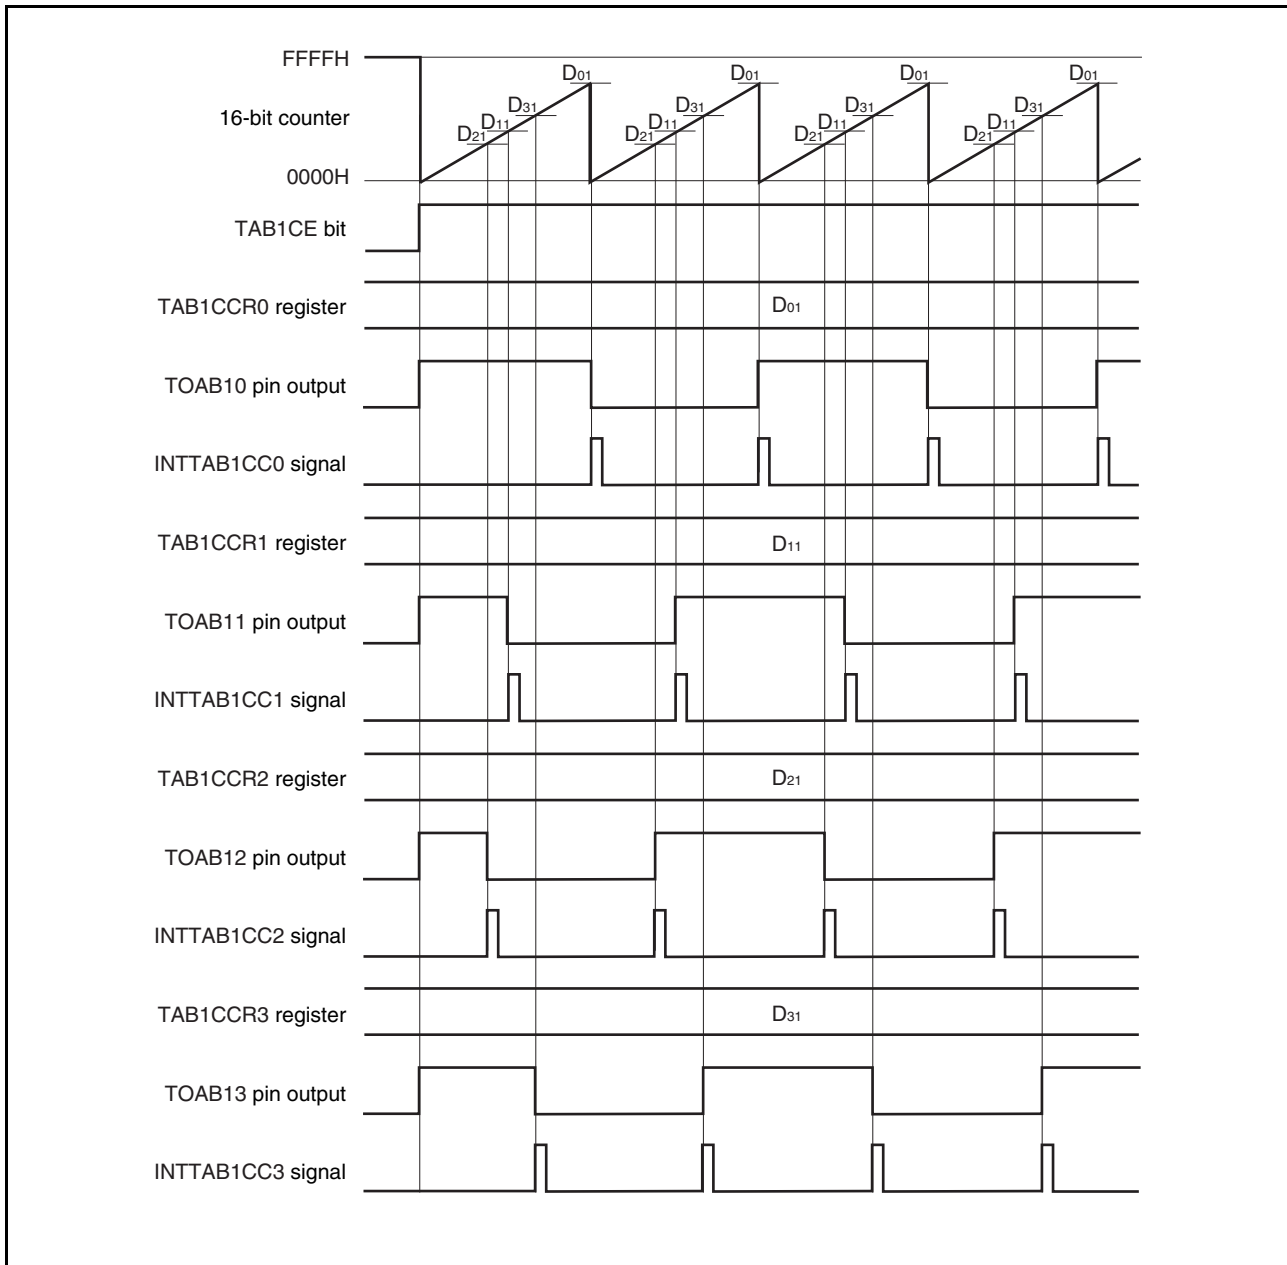 FFFFH
16-bit counter
0000H
D01 D01 D01 D01
D31 D31 D31 D31
D11 D11 D11 D11
D21 D21 D21 D21
TAB1CE bit
TAB1CCR0 register D01
TOAB10 pin output
INTTAB1CC0 signal
TAB1CCR1 register D11
TOAB11 pin output
INTTAB1CC1 signal
TAB1CCR2 register D21
TOAB12 pin output
INTTAB1CC2 signal
TAB1CCR3 register D31
TOAB13 pin output
INTTAB1CC3 signal